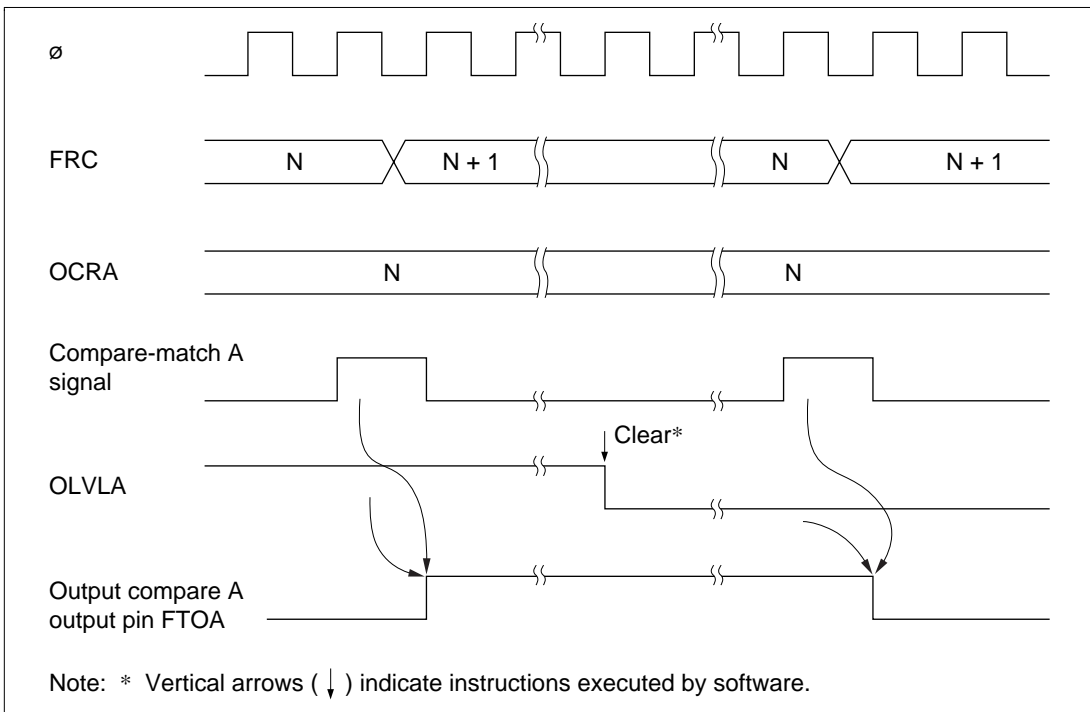 ø
FRC
N
N + 1
N
N + 1
OCRA
N
N
Compare-match A
signal
Clear*
OLVLA
Output compare A
output pin FTOA
Note: * Vertical arrows ( ↓ ) indicate instructions executed by software.